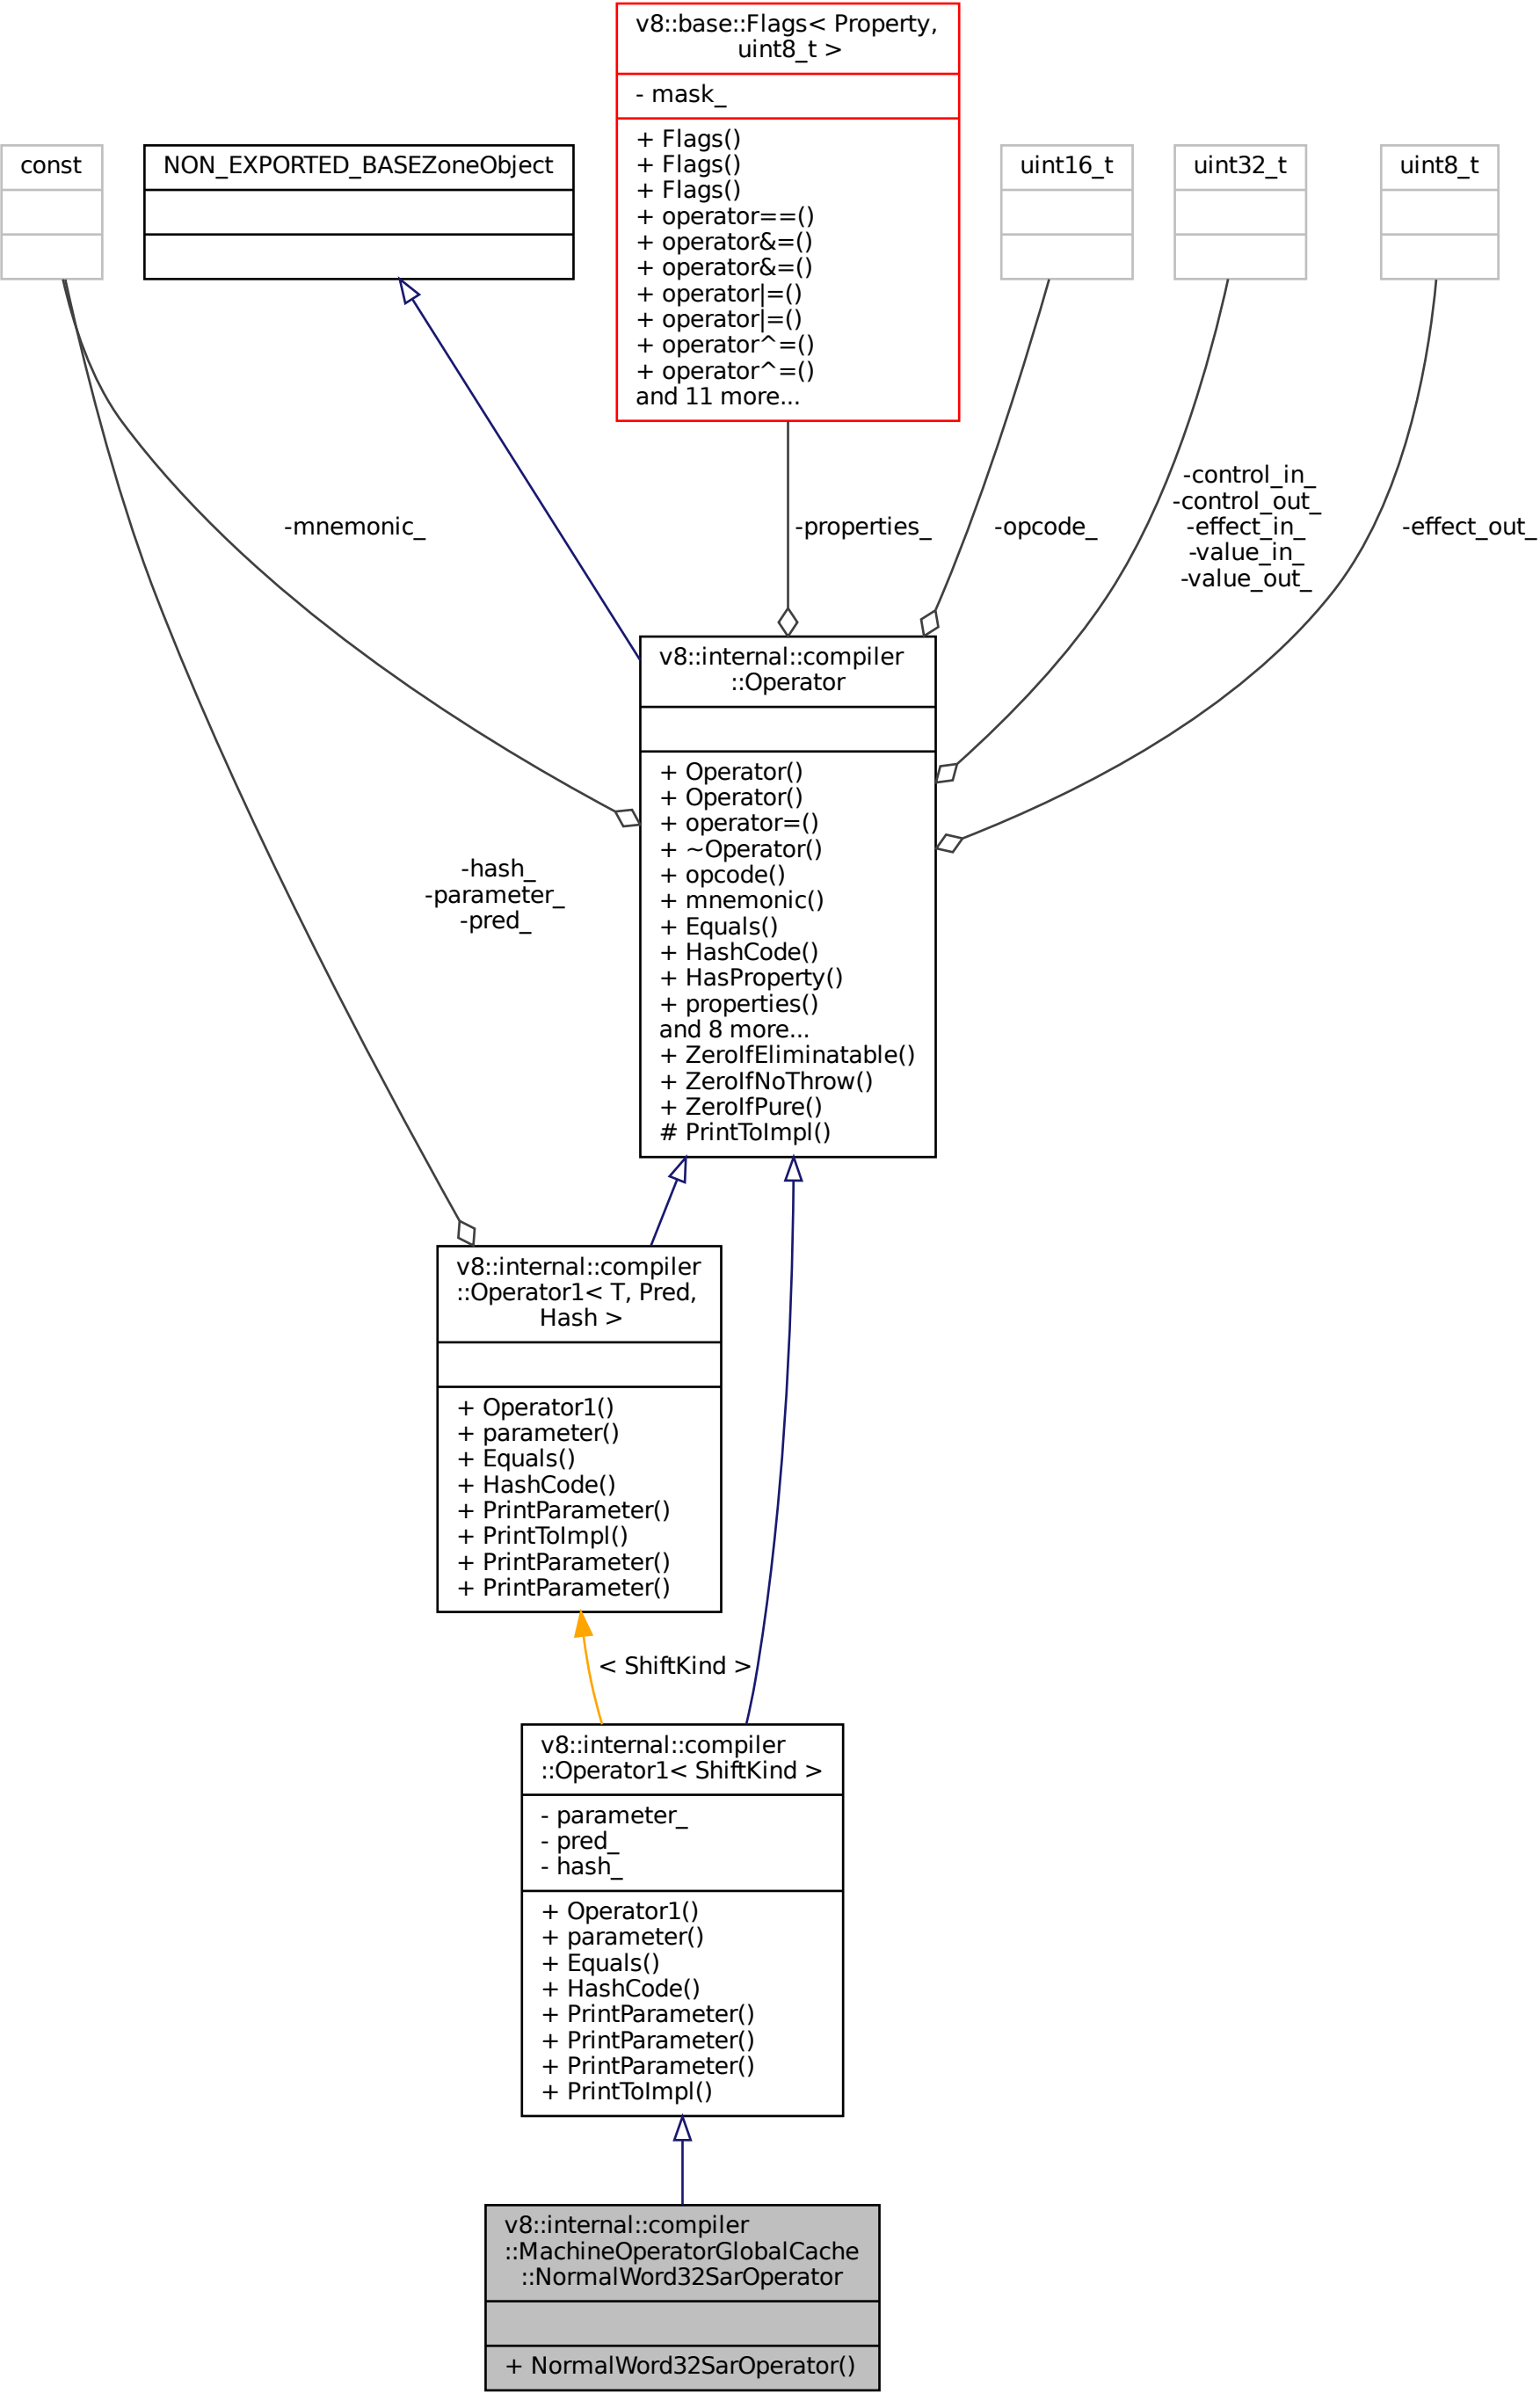 v8::base::Flags< Property,
uint8_t >
- mask_
+ Flags()
+ Flags()
+ Flags()
+ operator==()
+ operator&=()
+ operator&=()
+ operator|=()
+ operator|=()
+ operator^=()
+ operator^=()
and 11 more...
const
NON_EXPORTED_BASEZoneObject
uint16_t
uint32_t
uint8_t
-mnemonic_
-properties_
-opcode_
-control_in_
-control_out_
-effect_in_
-value_in_
-value_out_
-effect_out_
v8::internal::compiler
::Operator
+ Operator()
+ Operator()
+ operator=()
+ ~Operator()
+ opcode()
+ mnemonic()
+ Equals()
+ HashCode()
+ HasProperty()
+ properties()
and 8 more...
+ ZeroIfEliminatable()
+ ZeroIfNoThrow()
+ ZeroIfPure()
# PrintToImpl()
-hash_
-parameter_
-pred_
v8::internal::compiler
::Operator1< T, Pred,
Hash >
+ Operator1()
+ parameter()
+ Equals()
+ HashCode()
+ PrintParameter()
+ PrintToImpl()
+ PrintParameter()
+ PrintParameter()
< ShiftKind >
v8::internal::compiler
::Operator1< ShiftKind >
- parameter_
- pred_
- hash_
+ Operator1()
+ parameter()
+ Equals()
+ HashCode()
+ PrintParameter()
+ PrintParameter()
+ PrintParameter()
+ PrintToImpl()
v8::internal::compiler
::MachineOperatorGlobalCache
::NormalWord32SarOperator
+ NormalWord32SarOperator()